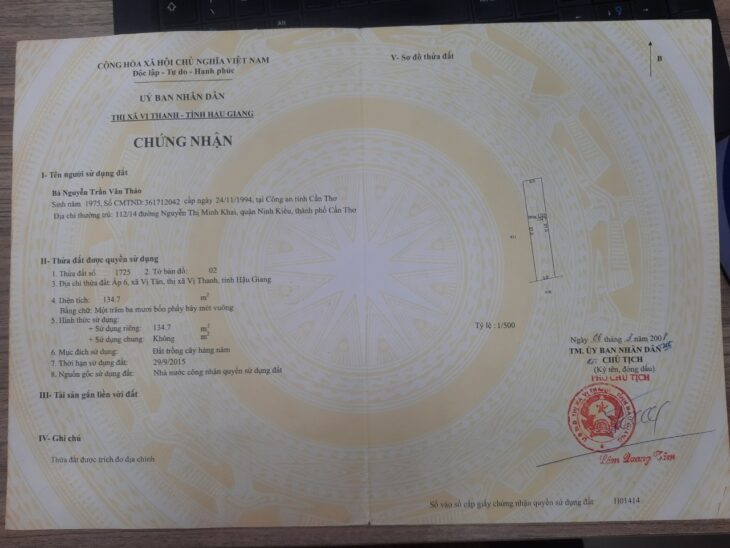 CỘNG HÒA XÃ HỘI CHỦ NGHĨA VIỆT NAM
Độc lập - Tự do - Hạnh phúc
UỶ BAN NHÂN DÂN
THỊ XÃ VỊ THANH - TỈNH HẬU GIANG
CHỨNG NHẬN
I- Tên người sử dụng đất
Bà Nguyễn Trần Vân Thảo
Sinh năm 1975, Số CMTND: 361712042 cấp ngày 24/11/1994, tại Công an tỉnh Cần Thơ
Địa chỉ thường trú: 112/14 đường Nguyễn Thị Minh Khai, quận Ninh Kiều, thành phố Cần Thơ
II- Thửa đất được quyền sử dụng
1. Thửa đất số 1725 2. Tờ bản đồ: 02
3. Địa chỉ thửa đất: Ấp 6, xã Vị Tân, thị xã Vị Thanh, tỉnh Hậu Giang
4. Diện tích: 134.7 m2
Bằng chữ: Một trăm ba mươi bốn phẩy bảy mét vuông
5. Hình thức sử dụng:
+ Sử dụng riêng: 134.7 m2
+ Sử dụng chung: Không m2
6. Mục đích sử dụng: Đất trồng cây hàng năm
7. Thời hạn sử dụng đất: 29/9/2015
8. Nguồn gốc sử dụng đất: Nhà nước công nhận quyền sử dụng đất
III- Tài sản gắn liền với đất
IV- Ghi chú
Thửa đất được trích đo địa chính
V- Sơ đồ thửa đất
B
Tỷ lệ : 1/500
Ngày 06 tháng năm 2008
TM. ỦY BAN NHÂN DÂN
CHỦ TỊCH
(Ký tên, đóng dấu)
PHÓ CHỦ TỊCH
Lâm Quang Tâm
Số vào sổ cấp giấy chứng nhận quyền sử dụng đất H01414